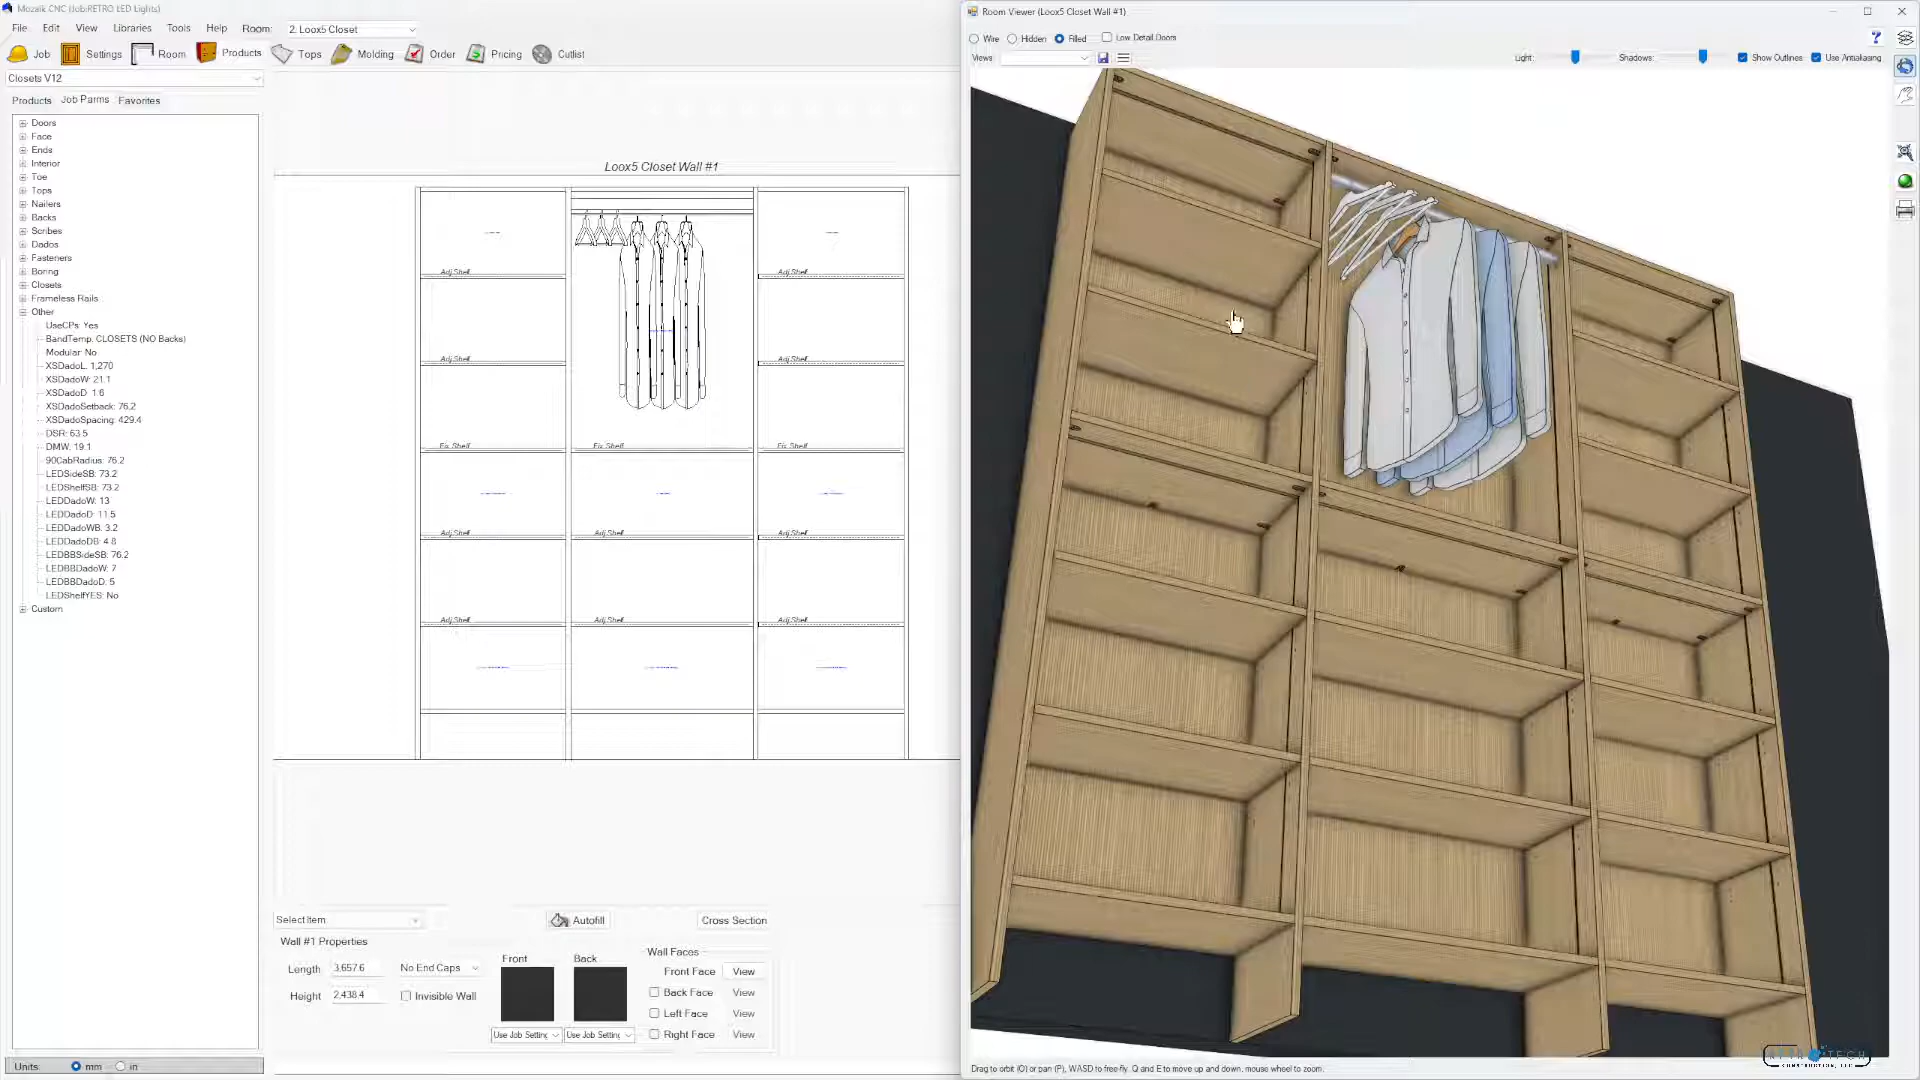 Mozaik CNC (Job:RETRO LED Lights)
File Edit View Libraries Tools Help Room: 2. Loox5 Closet
Job Settings Room Products Tops Molding Order Pricing Cutlist
Closets V12
Products Job Parms Favorites
Doors
Face
Ends
Interior
Toe
Tops
Nailers
Backs
Scribes
Dados
Fasteners
Boring
Closets
Frameless Rails
Other
UseCPs: Yes
BandTemp: CLOSETS (NO Backs)
Modular: No
XSDadoL: 1,270
XSDadoW: 21.1
XSDadoD: 1.6
XSDadoSetback: 76.2
XSDadoSpacing: 429.4
DSR: 63.5
DMW: 19.1
90CabRadius: 76.2
LEDSideSB: 73.2
LEDShelfSB: 73.2
LEDDadoW: 13
LEDDadoD: 11.5
LEDDadoWB: 3.2
LEDDadoDB: 4.8
LEDBBSideSB: 76.2
LEDBBDadoW: 7
LEDBBDadoD: 5
LEDShelfYES: No
Custom
Units: mm in
Loox5 Closet Wall #1
Adj Shelf Adj Shelf
Adj Shelf Adj Shelf
Fix Shelf Fix Shelf Adj Shelf
Adj Shelf Adj Shelf Adj Shelf
Adj Shelf Adj Shelf Adj Shelf
Select Item Autofill Cross Section
Wall #1 Properties
Length 3,657.6 No End Caps
Height 2,438.4 Invisible Wall
Front Back
Use Job Setting Use Job Setting
Wall Faces
Front Face View
Back Face View
Left Face View
Right Face View
Room Viewer (Loox5 Closet Wall #1)
Wire Hidden Filled Low Detail Doors
Views Light: Shadows: Show Outlines Use Antialiasing
?
Drag to orbit (O) or pan (P), WASD to free fly. Q and E to move up and down, mouse wheel to zoom.
CONSTRUCTION, LLC